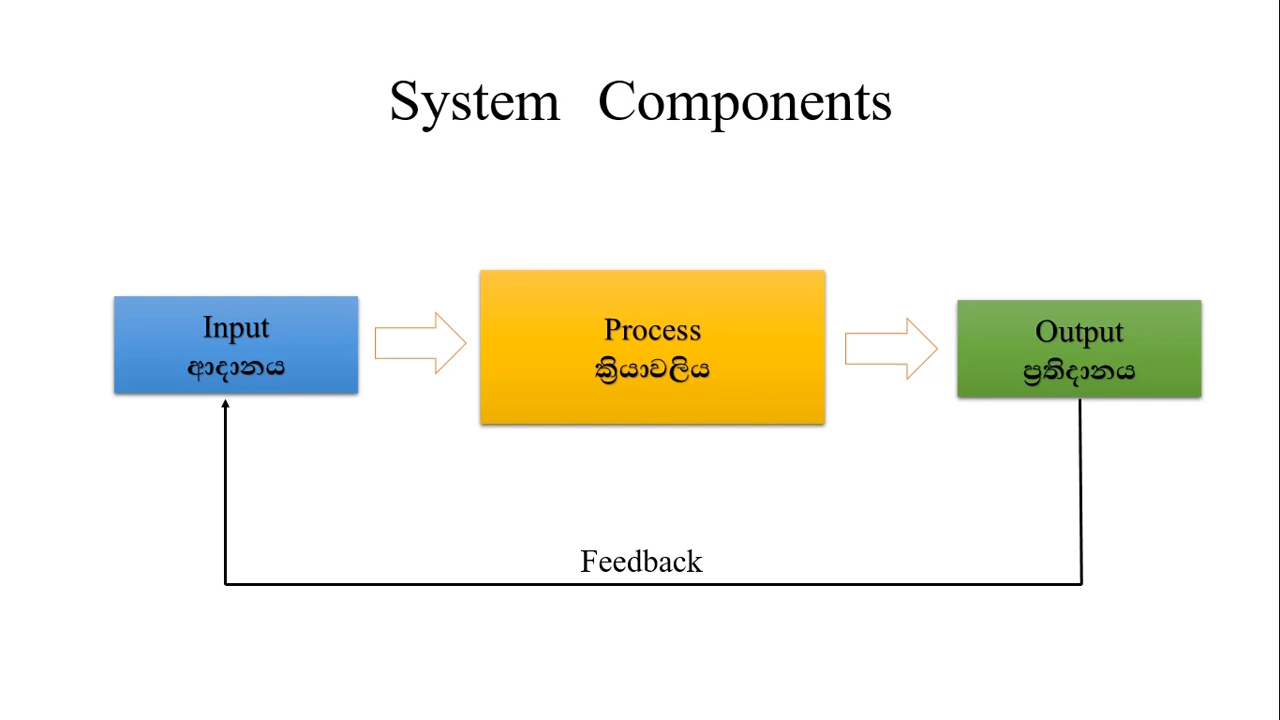 System Components
Input
ආදානය
Process
ක්‍රියාවලිය
Output
ප්‍රතිදානය
Feedback